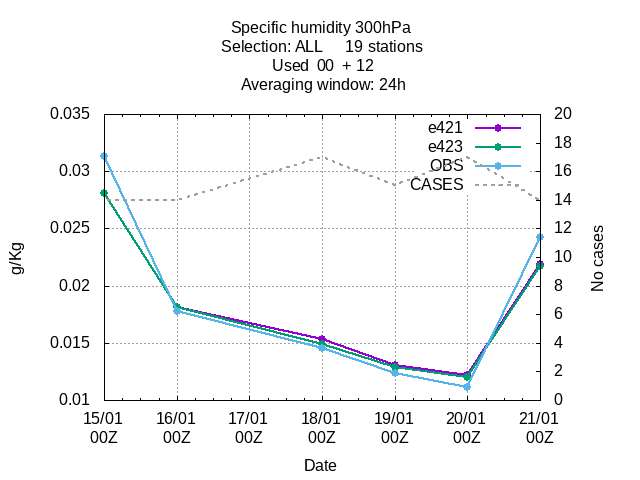 Specific humidity 300hPa
Selection: ALL     19 stations
Used  00  + 12
Averaging window: 24h
0.035
0.03
0.025
0.02
0.015
0.01
20
18
16
14
12
10
8
6
4
2
0
e421
e423
OBS
CASES
g/Kg
No cases
15/01 16/01 17/01 18/01 19/01 20/01 21/01
00Z 00Z 00Z 00Z 00Z 00Z 00Z
Date